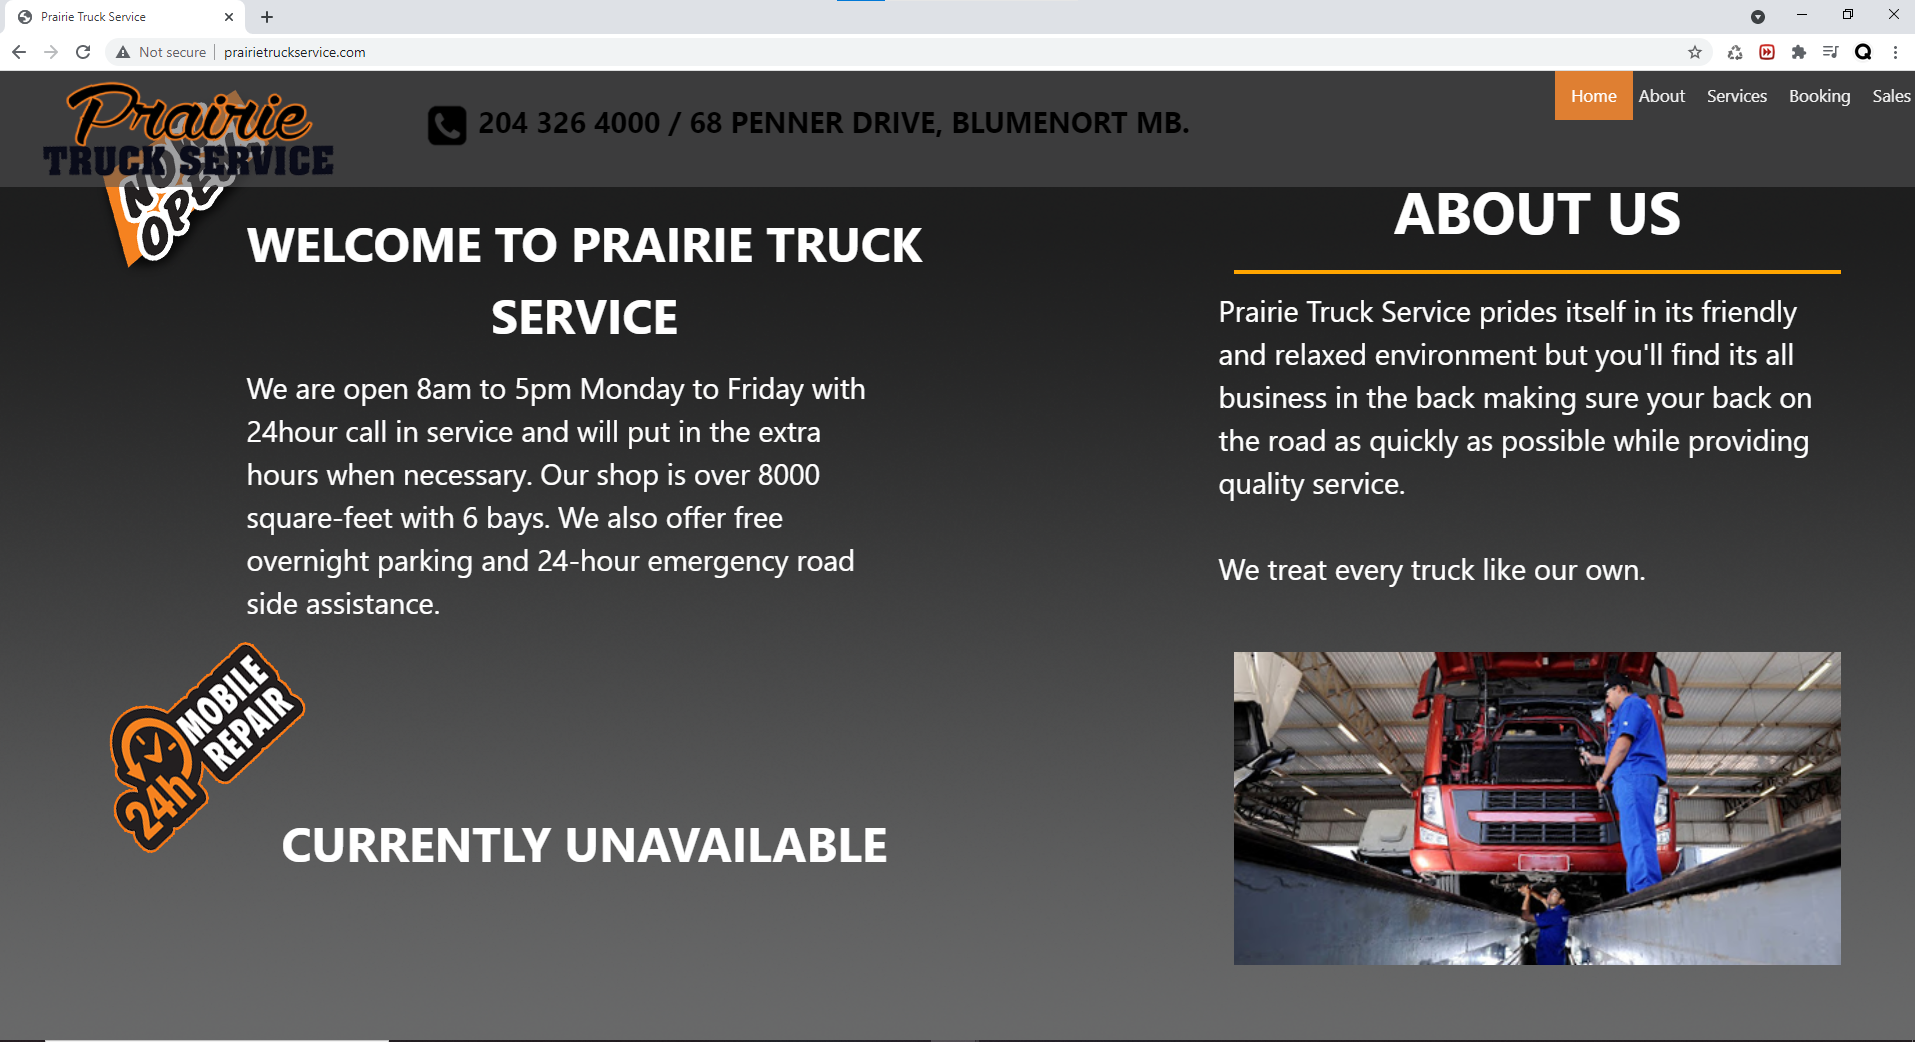 Prairie Truck Service
Not secure
prairietruckservice.com
Prairie
TRUCK SERVICE
204 326 4000 / 68 PENNER DRIVE, BLUMENORT MB.
Home
About
Services
Booking
Sales
NOW
OPEN
WELCOME TO PRAIRIE TRUCK
SERVICE
We are open 8am to 5pm Monday to Friday with
24hour call in service and will put in the extra
hours when necessary. Our shop is over 8000
square-feet with 6 bays. We also offer free
overnight parking and 24-hour emergency road
side assistance.
MOBILE
REPAIR
24h
CURRENTLY UNAVAILABLE
ABOUT US
Prairie Truck Service prides itself in its friendly
and relaxed environment but you'll find its all
business in the back making sure your back on
the road as quickly as possible while providing
quality service.
We treat every truck like our own.